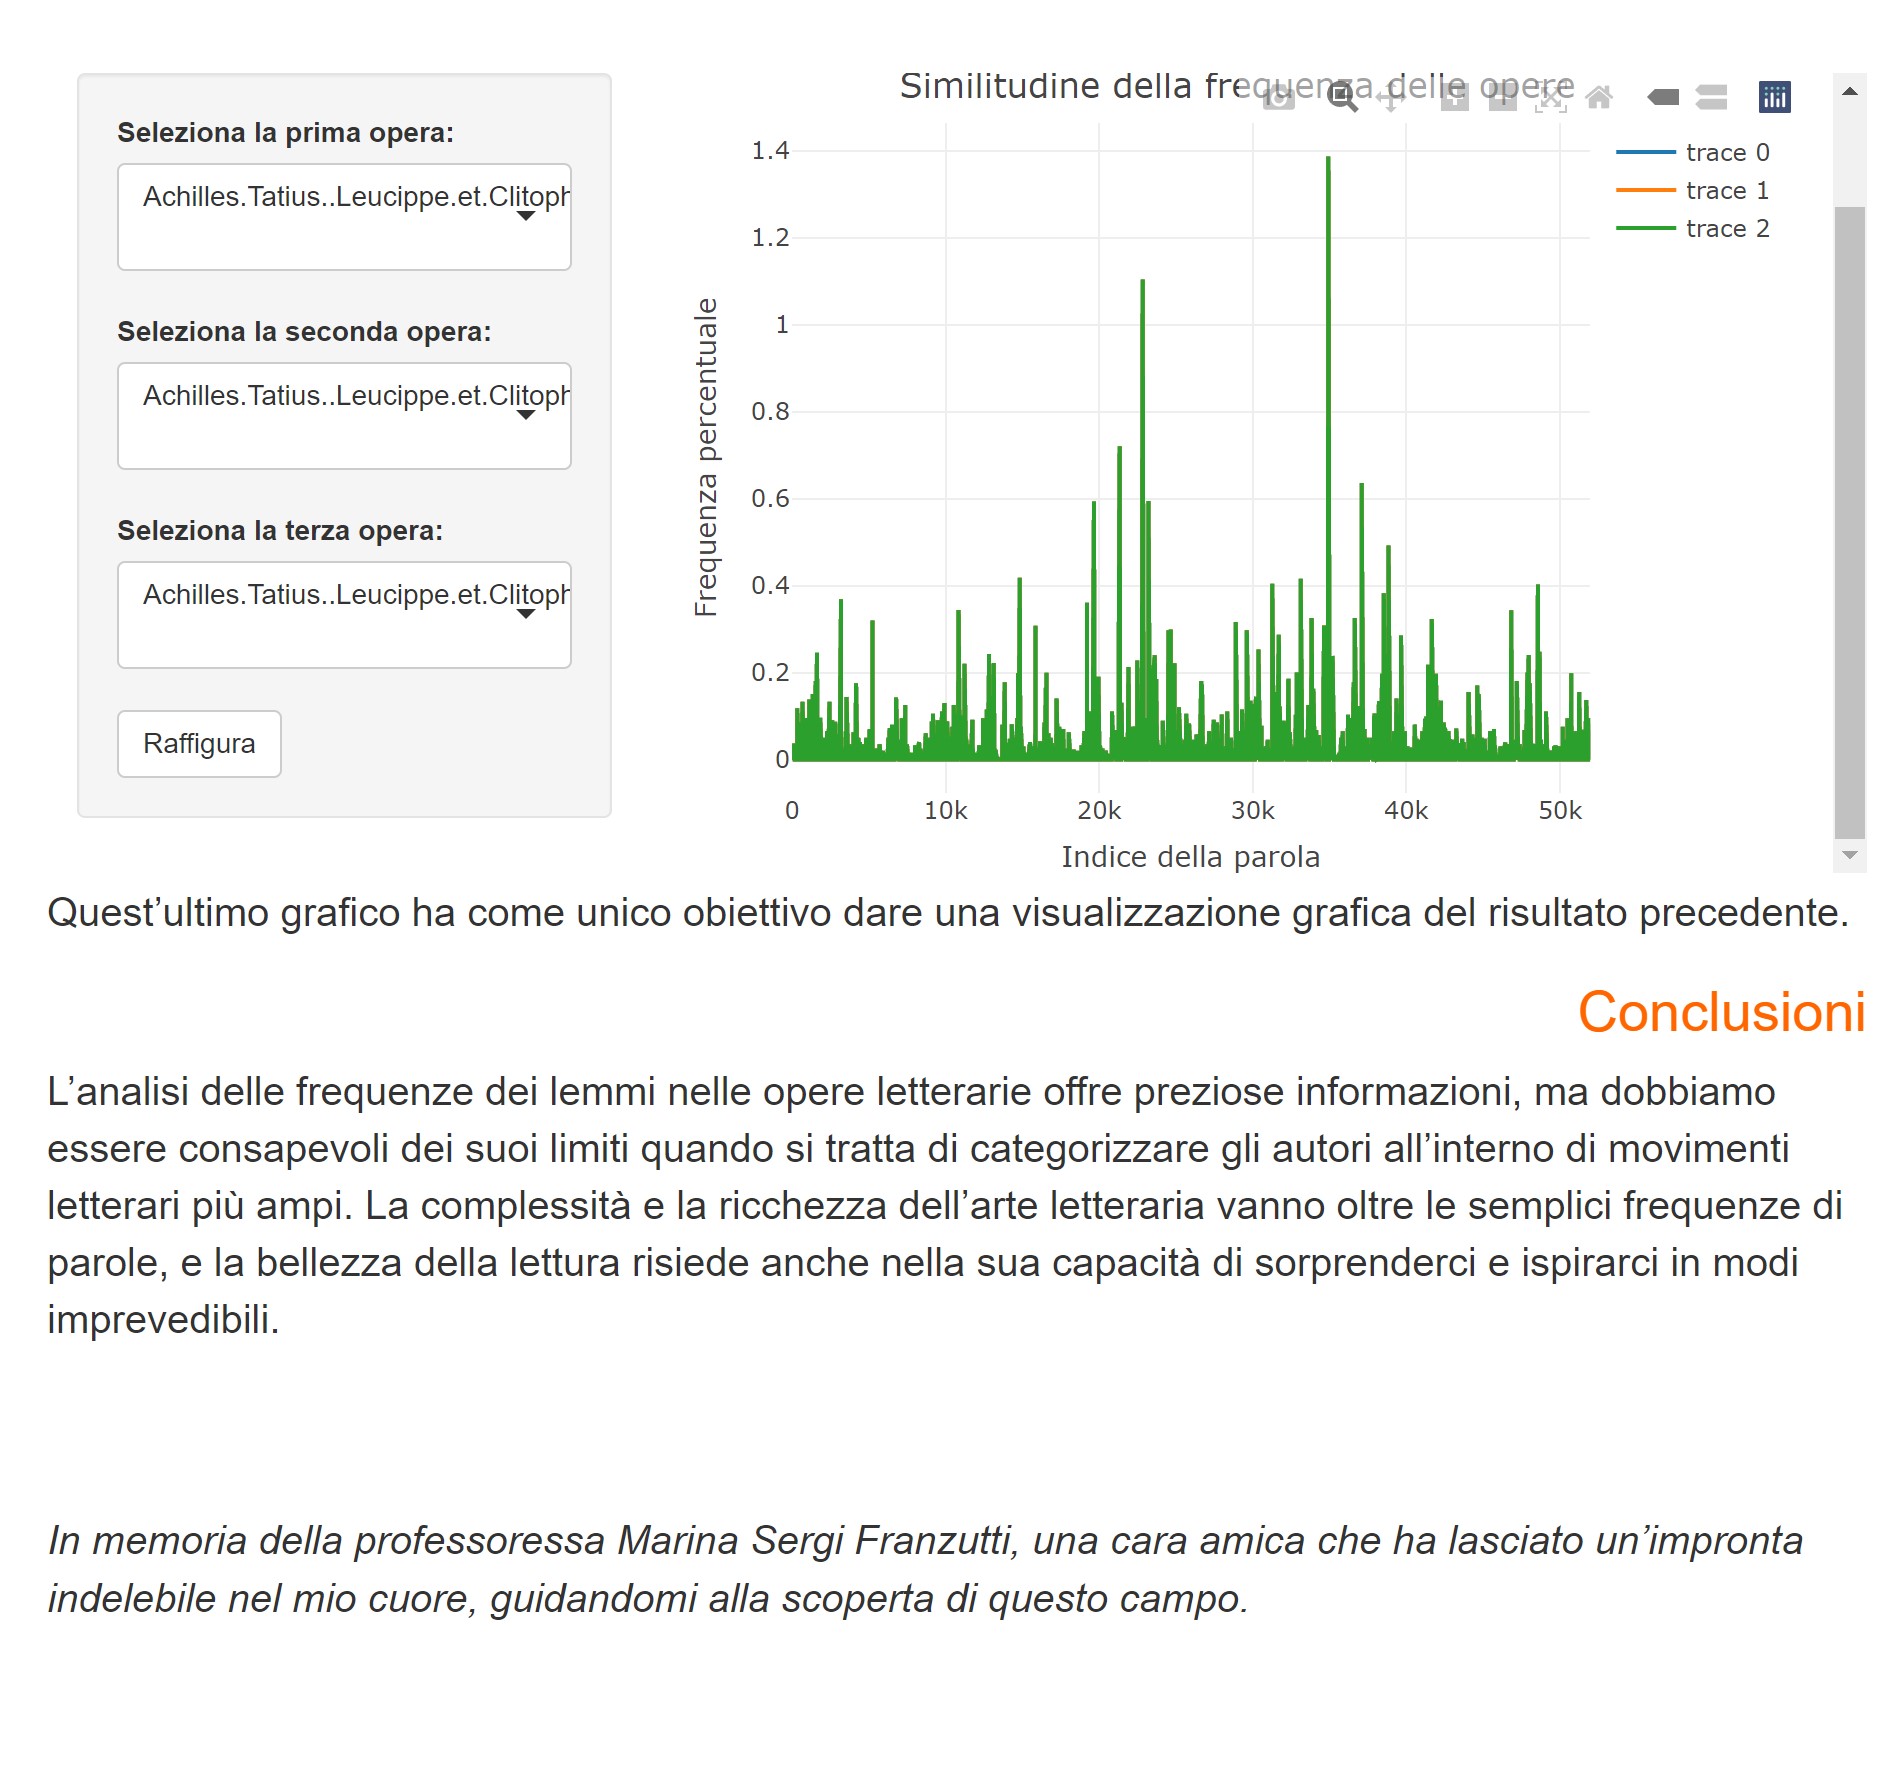 Seleziona la prima opera:
Achilles.Tatius..Leucippe.et.Clitoph
Seleziona la seconda opera:
Achilles.Tatius..Leucippe.et.Clitoph
Seleziona la terza opera:
Achilles.Tatius..Leucippe.et.Clitoph
Raffigura
Similitudine della frequenza delle opere
trace 0
trace 1
trace 2
Frequenza percentuale
1.4
1.2
1
0.8
0.6
0.4
0.2
0
0 10k 20k 30k 40k 50k
Indice della parola
Quest’ultimo grafico ha come unico obiettivo dare una visualizzazione grafica del risultato precedente.
Conclusioni
L’analisi delle frequenze dei lemmi nelle opere letterarie offre preziose informazioni, ma dobbiamo
essere consapevoli dei suoi limiti quando si tratta di categorizzare gli autori all’interno di movimenti
letterari più ampi. La complessità e la ricchezza dell’arte letteraria vanno oltre le semplici frequenze di
parole, e la bellezza della lettura risiede anche nella sua capacità di sorprenderci e ispirarci in modi
imprevedibili.
In memoria della professoressa Marina Sergi Franzutti, una cara amica che ha lasciato un’impronta
indelebile nel mio cuore, guidandomi alla scoperta di questo campo.